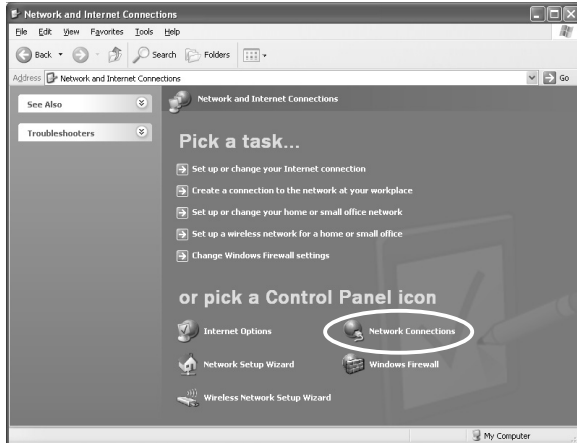 Network and Internet Connections
File Edit View Favorites Tools Help
Back Search Folders
Address Network and Internet Connections Go
See Also
Troubleshooters
Network and Internet Connections
Pick a task...
Set up or change your Internet connection
Create a connection to the network at your workplace
Set up or change your home or small office network
Set up a wireless network for a home or small office
Change Windows Firewall settings
or pick a Control Panel icon
Internet Options Network Connections
Network Setup Wizard Windows Firewall
Wireless Network Setup Wizard
My Computer